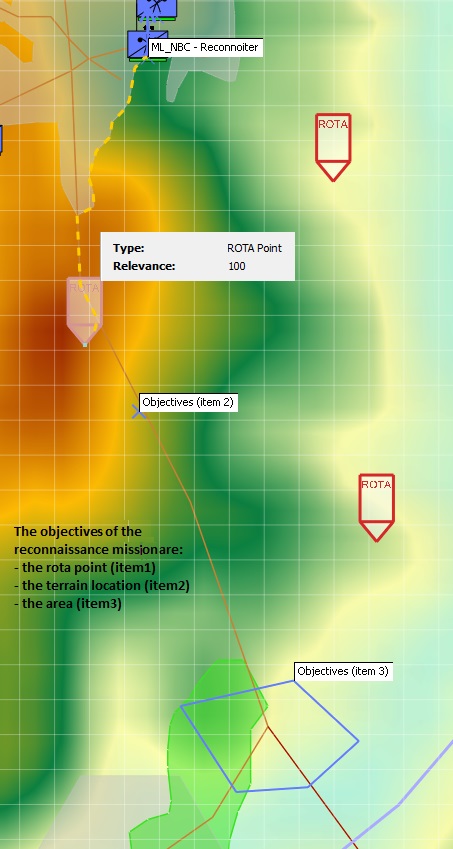 ML_NBC - Reconnoiter
ROTA
Type: ROTA Point
Relevance: 100
ROTA
Objectives (item 2)
ROTA
The objectives of the
reconnaissance missionare:
- the rota point (item1)
- the terrain location (item2)
- the area (item3)
Objectives (item 3)